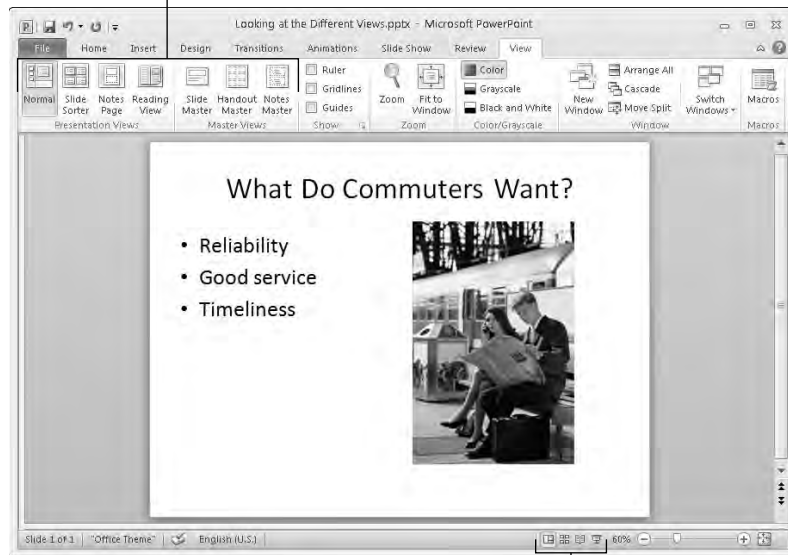 Looking at the Different Views.pptx - Microsoft PowerPoint
File Home Insert Design Transitions Animations Slide Show Review View
Normal Slide Sorter Notes Page Reading View Slide Master Handout Master Notes Master
Ruler
Gridlines
Guides
Zoom Fit to Window
Color
Grayscale
Black and White
New Window
Arrange All
Cascade
Move Split
Switch Windows
Macros
Presentation Views Master Views Show Zoom Color/Grayscale Window Macros
What Do Commuters Want?
• Reliability
• Good service
• Timeliness
Slide 1 of 1 "Office Theme" English (U.S.) 60%